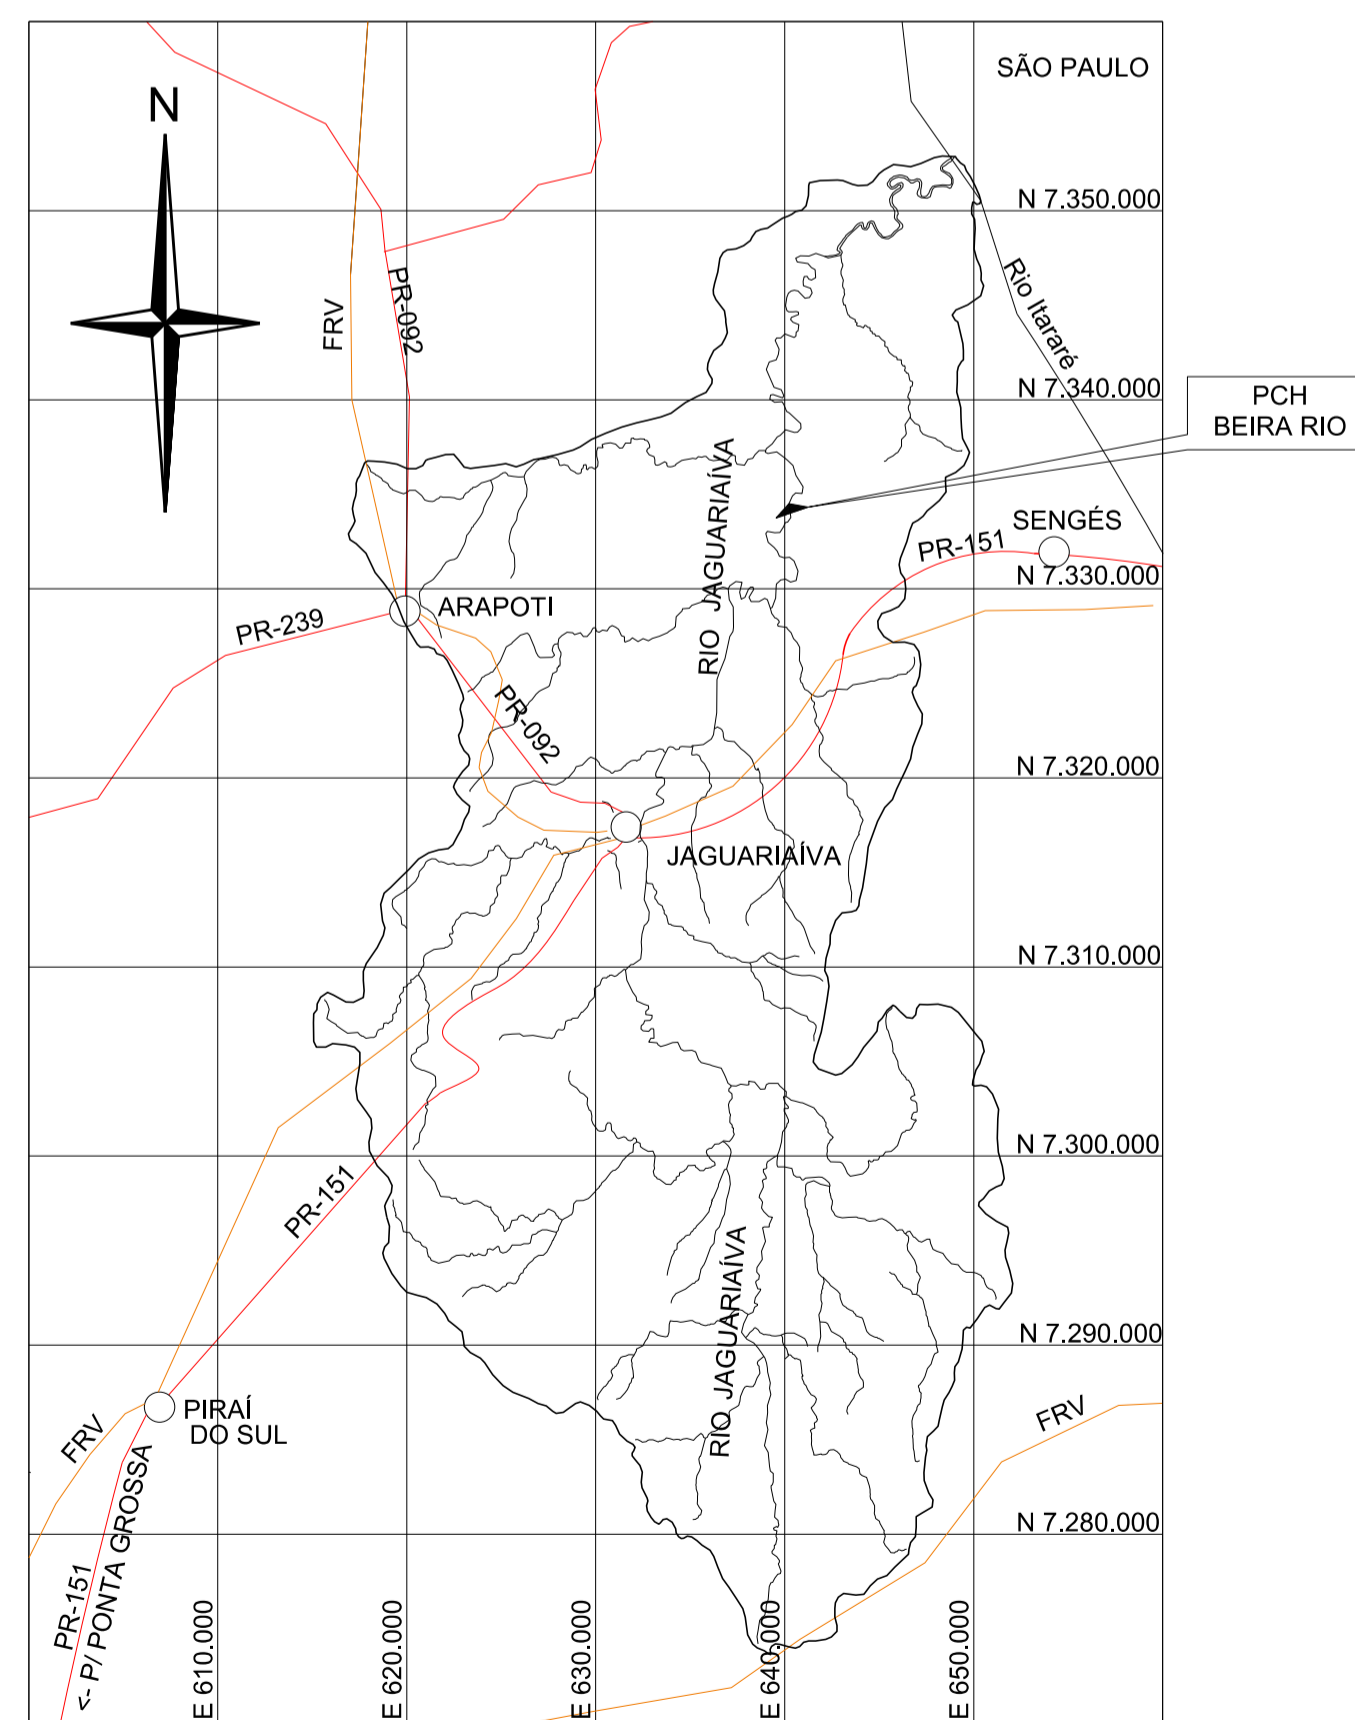 SÃO PAULO
N
N 7.350.000
Rio Itararé
PR-092
FRV
N 7.340.000
PCH
BEIRA RIO
RIO JAGUARIAÍVA
SENGÉS
PR-151
N 7.330.000
ARAPOTI
PR-239
PR-092
N 7.320.000
JAGUARIAÍVA
N 7.310.000
N 7.300.000
PR-151
RIO JAGUARIAÍVA
N 7.290.000
PIRAÍ
DO SUL
FRV
FRV
N 7.280.000
PR-151
<- P/ PONTA GROSSA
E 610.000
E 620.000
E 630.000
E 640.000
E 650.000